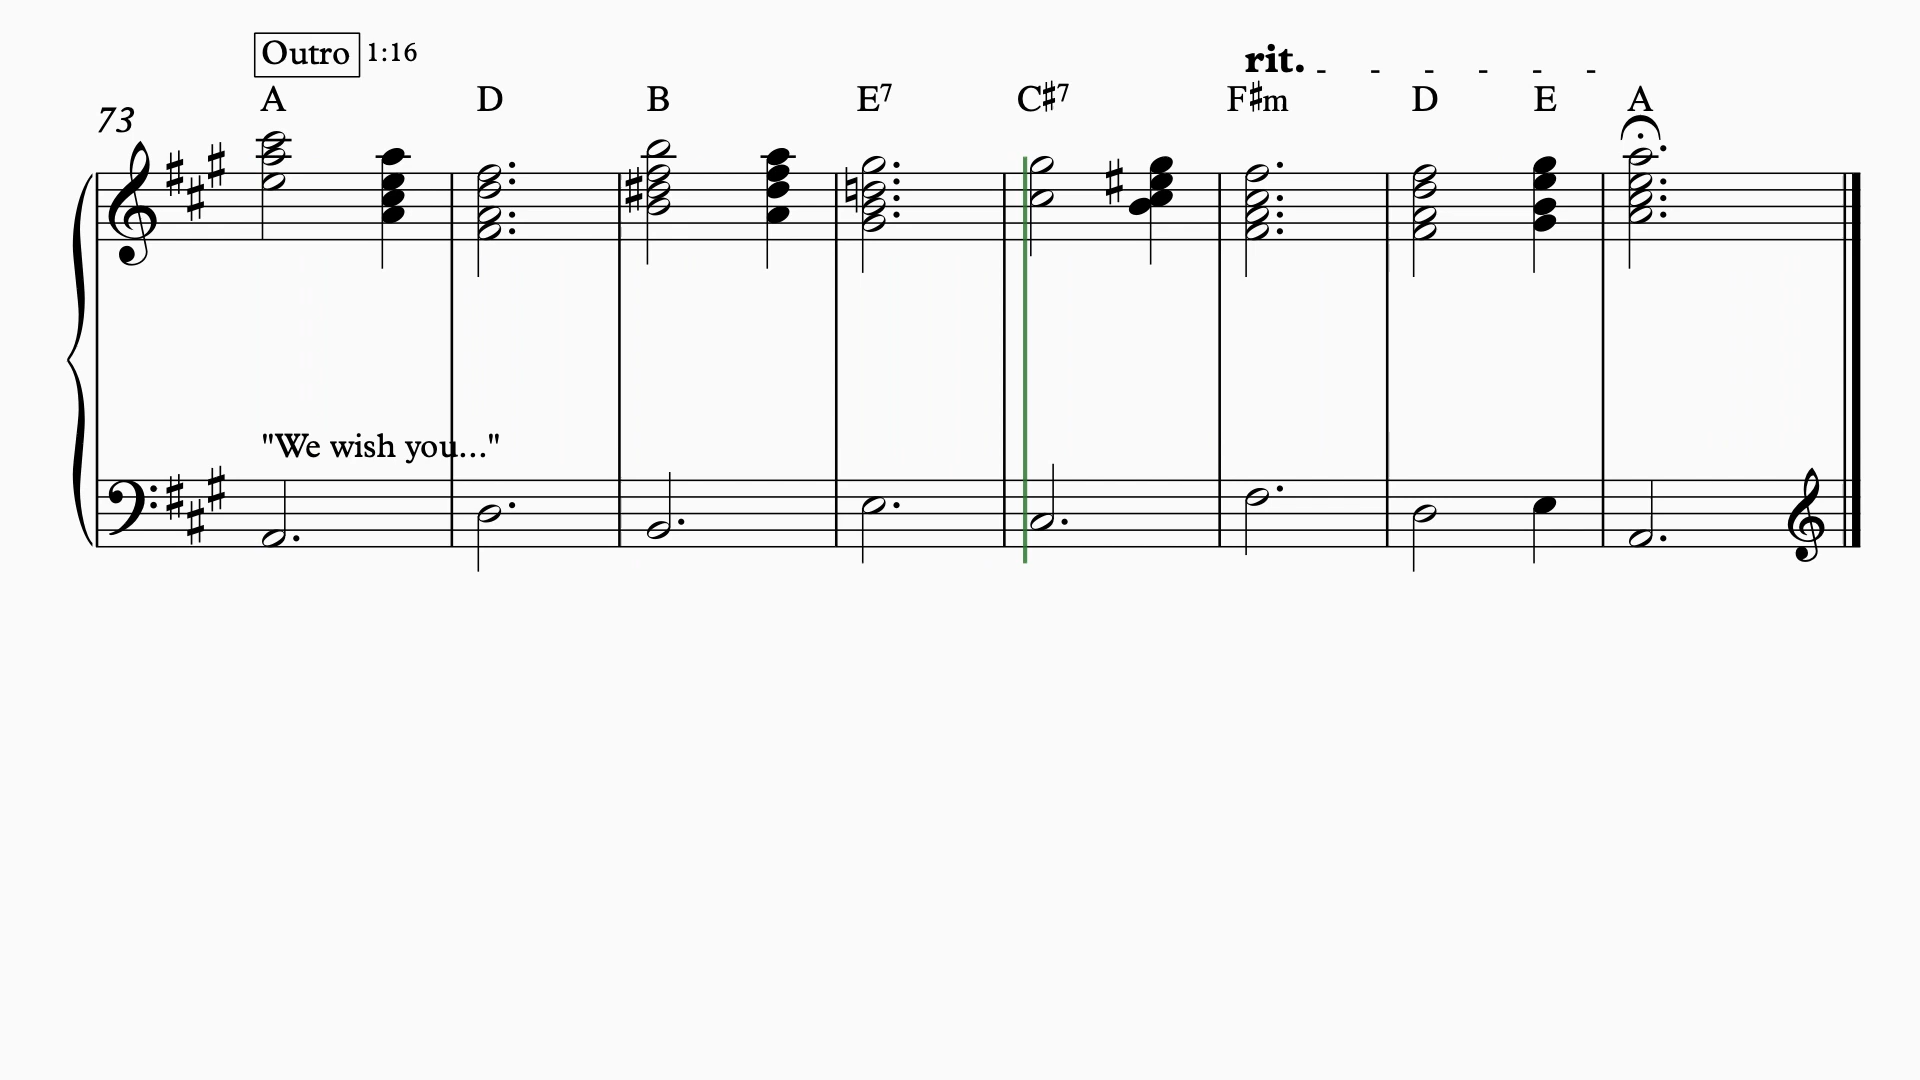 Outro 1:16
rit. - - - - - -
A D B E7 C♯7 F♯m D E A
73
"We wish you..."